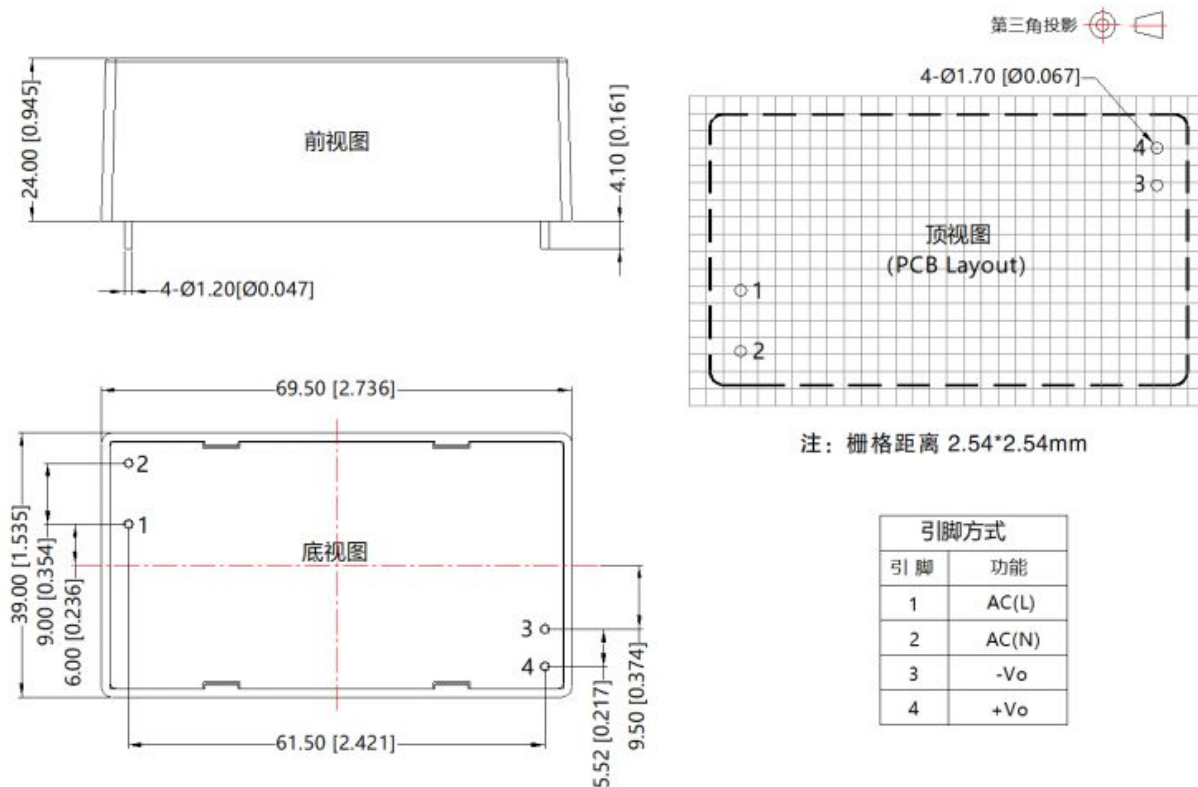 第三角投影
24.00 [0.945]
前视图
4.10 [0.161]
4-Ø1.20[Ø0.047]
4-Ø1.70 [Ø0.067]
4
3
顶视图
(PCB Layout)
1
2
注：栅格距离 2.54*2.54mm
69.50 [2.736]
39.00 [1.535]
9.00 [0.354]
6.00 [0.236]
2
1
底视图
3
4
61.50 [2.421]
5.52 [0.217]
9.50 [0.374]
引脚方式
引 脚 功能
1 AC(L)
2 AC(N)
3 -Vo
4 +Vo